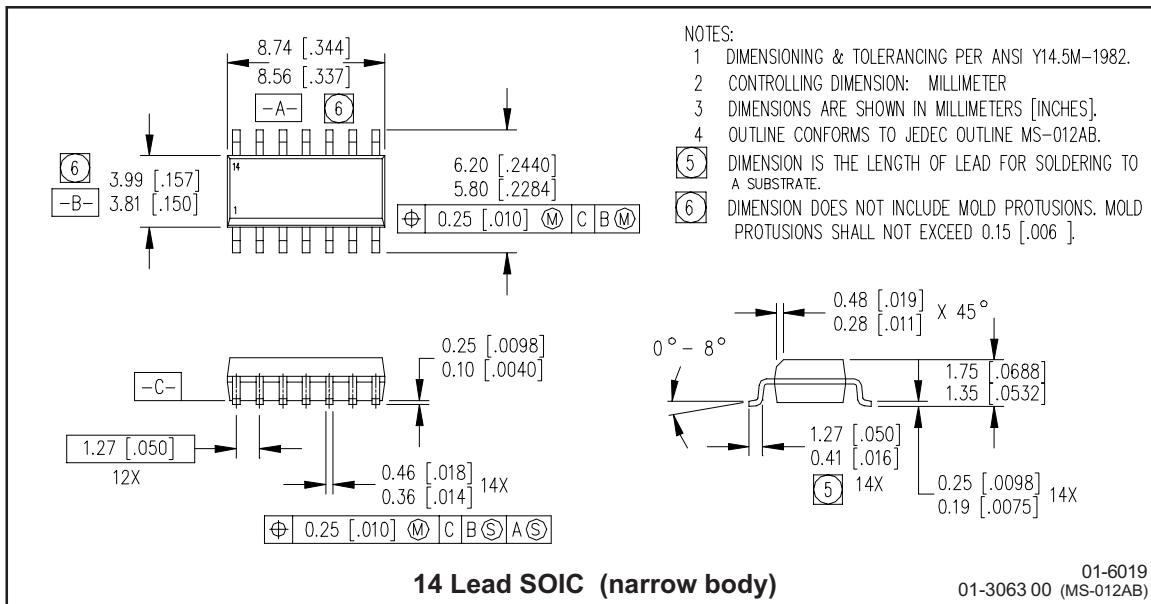 8.74 [.344]
8.56 [.337]
-A- 6
14
1
6
3.99 [.157]
3.81 [.150]
-B-
6.20 [.2440]
5.80 [.2284]
⌖ 0.25 [.010] Ⓜ C B Ⓜ
NOTES:
1 DIMENSIONING & TOLERANCING PER ANSI Y14.5M-1982.
2 CONTROLLING DIMENSION: MILLIMETER
3 DIMENSIONS ARE SHOWN IN MILLIMETERS [INCHES].
4 OUTLINE CONFORMS TO JEDEC OUTLINE MS-012AB.
5 DIMENSION IS THE LENGTH OF LEAD FOR SOLDERING TO
A SUBSTRATE.
6 DIMENSION DOES NOT INCLUDE MOLD PROTUSIONS. MOLD
PROTUSIONS SHALL NOT EXCEED 0.15 [.006 ].
-C-
0.25 [.0098]
0.10 [.0040]
1.27 [.050]
12X
0.46 [.018]
0.36 [.014] 14X
⌖ 0.25 [.010] Ⓜ C B Ⓢ A Ⓢ
0.48 [.019]
0.28 [.011] X 45°
0°-8°
1.75 [.0688]
1.35 [.0532]
1.27 [.050]
0.41 [.016]
5 14X
0.25 [.0098]
0.19 [.0075] 14X
14 Lead SOIC (narrow body)
01-6019
01-3063 00 (MS-012AB)